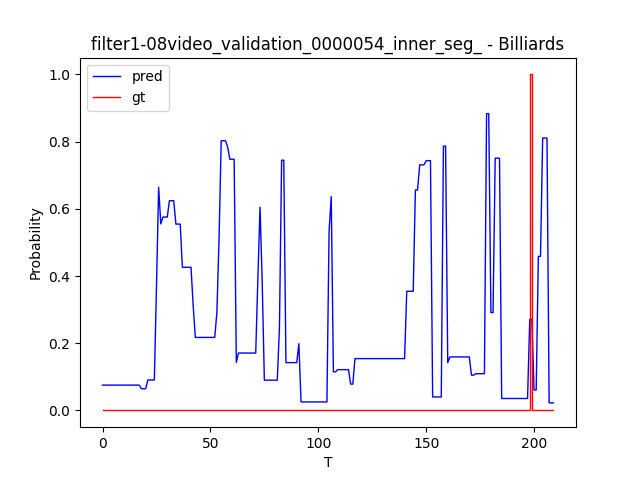 filter1-08video_validation_0000054_inner_seg_ - Billiards
pred
gt
1.0
0.8
0.6
0.4
0.2
0.0
Probability
0
50
100
150
200
T